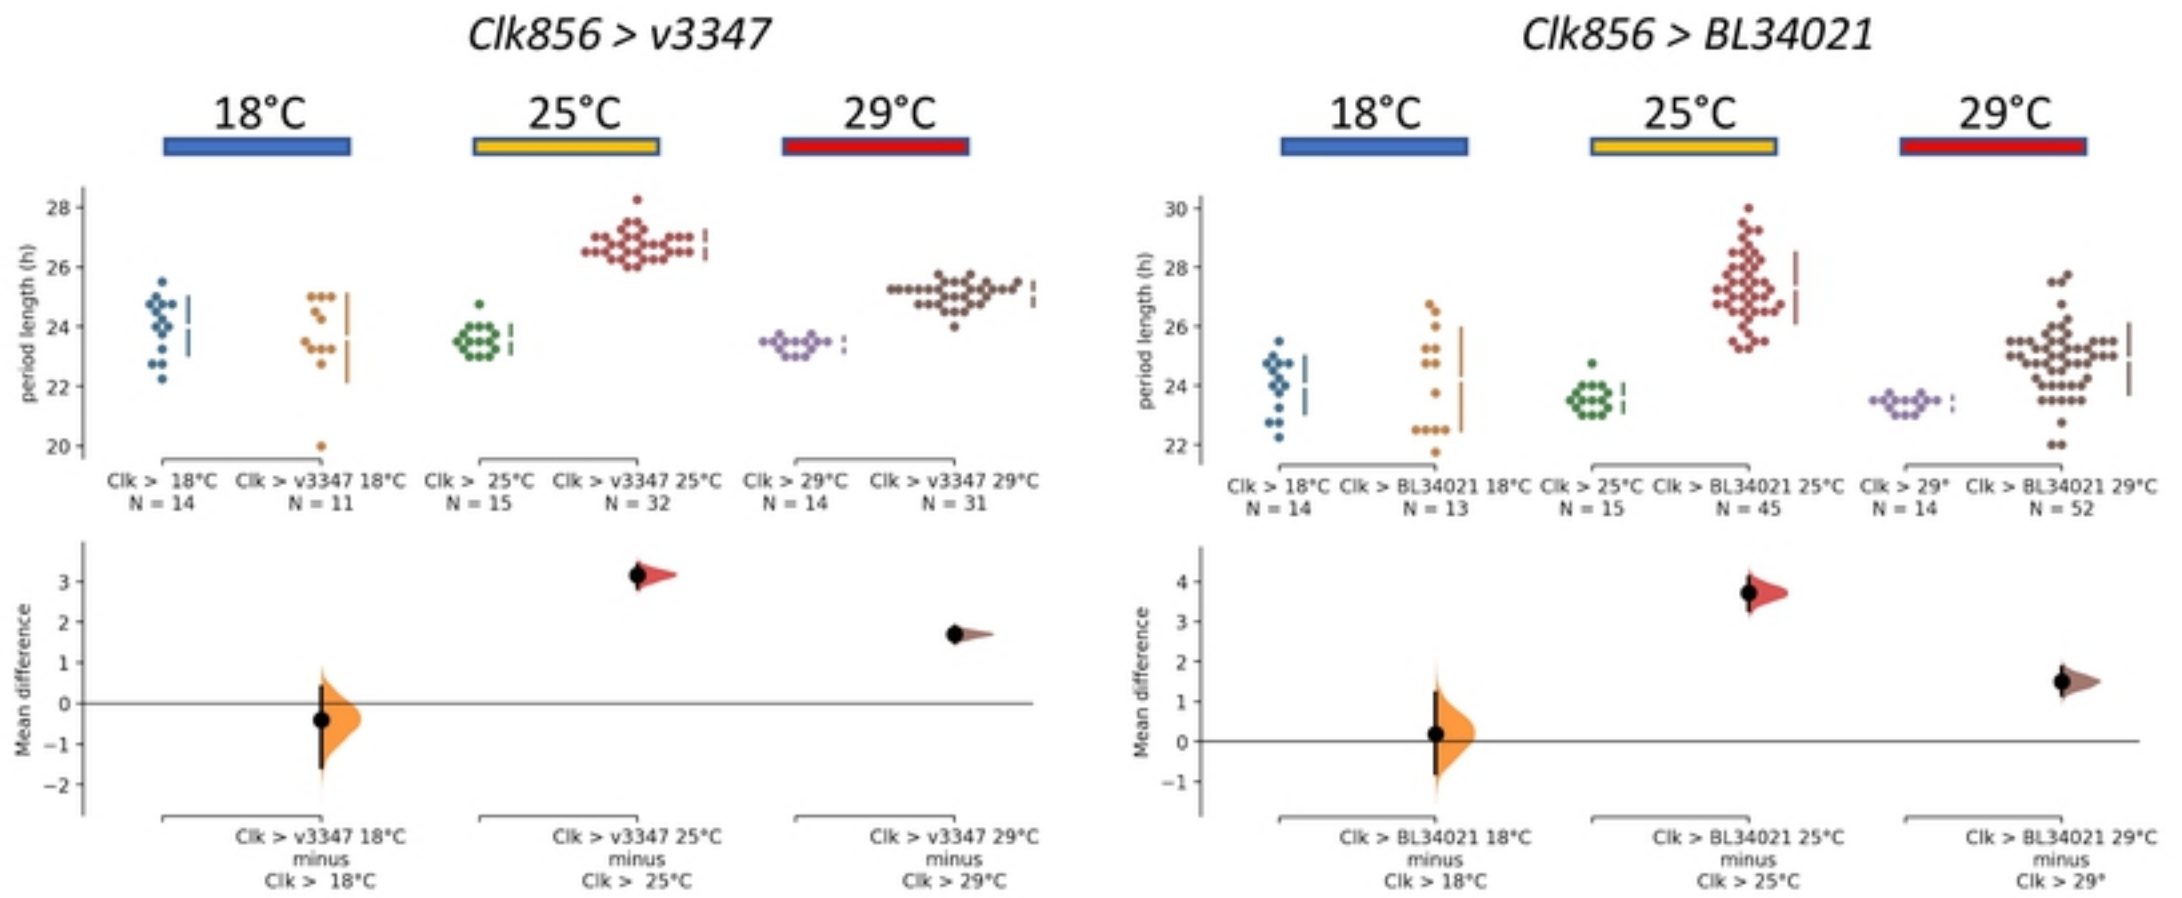 Clk856 > v3347
18°C 25°C 29°C
period length (h)
28
26
24
22
20
Clk > 18°C Clk > v3347 18°C Clk > 25°C Clk > v3347 25°C Clk > 29°C Clk > v3347 29°C
N = 14 N = 11 N = 15 N = 32 N = 14 N = 31
Mean difference
3
2
1
0
−1
−2
Clk > v3347 18°C Clk > v3347 25°C Clk > v3347 29°C
minus minus minus
Clk > 18°C Clk > 25°C Clk > 29°C
Clk856 > BL34021
18°C 25°C 29°C
period length (h)
30
28
26
24
22
Clk > 18°C Clk > BL34021 18°C Clk > 25°C Clk > BL34021 25°C Clk > 29° Clk > BL34021 29°C
N = 14 N = 13 N = 15 N = 45 N = 14 N = 52
Mean difference
4
3
2
1
0
−1
Clk > BL34021 18°C Clk > BL34021 25°C Clk > BL34021 29°C
minus minus minus
Clk > 18°C Clk > 25°C Clk > 29°